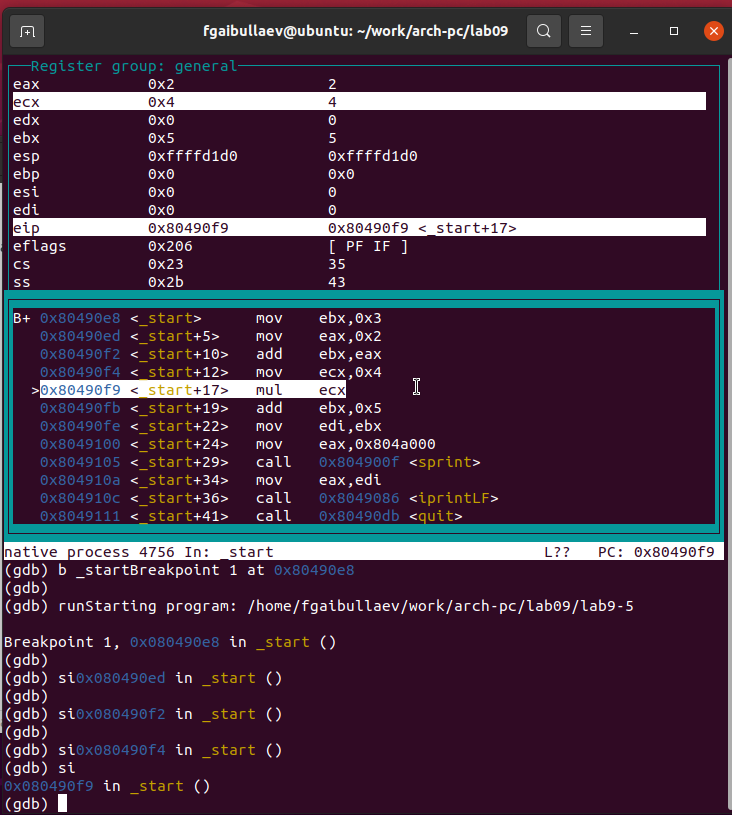 fgaibullaev@ubuntu: ~/work/arch-pc/lab09
Register group: general
eax 0x2 2
ecx 0x4 4
edx 0x0 0
ebx 0x5 5
esp 0xffffd1d0 0xffffd1d0
ebp 0x0 0x0
esi 0x0 0
edi 0x0 0
eip 0x80490f9 0x80490f9 <_start+17>
eflags 0x206 [ PF IF ]
cs 0x23 35
ss 0x2b 43
B+ 0x80490e8 <_start> mov ebx,0x3
0x80490ed <_start+5> mov eax,0x2
0x80490f2 <_start+10> add ebx,eax
0x80490f4 <_start+12> mov ecx,0x4
>0x80490f9 <_start+17> mul ecx
0x80490fb <_start+19> add ebx,0x5
0x80490fe <_start+22> mov edi,ebx
0x8049100 <_start+24> mov eax,0x804a000
0x8049105 <_start+29> call 0x804900f <sprint>
0x804910a <_start+34> mov eax,edi
0x804910c <_start+36> call 0x8049086 <iprintLF>
0x8049111 <_start+41> call 0x80490db <quit>
native process 4756 In: _start L?? PC: 0x80490f9
(gdb) b _startBreakpoint 1 at 0x80490e8
(gdb)
(gdb) runStarting program: /home/fgaibullaev/work/arch-pc/lab09/lab9-5
Breakpoint 1, 0x080490e8 in _start ()
(gdb)
(gdb) si0x080490ed in _start ()
(gdb)
(gdb) si0x080490f2 in _start ()
(gdb)
(gdb) si0x080490f4 in _start ()
(gdb) si
0x080490f9 in _start ()
(gdb)